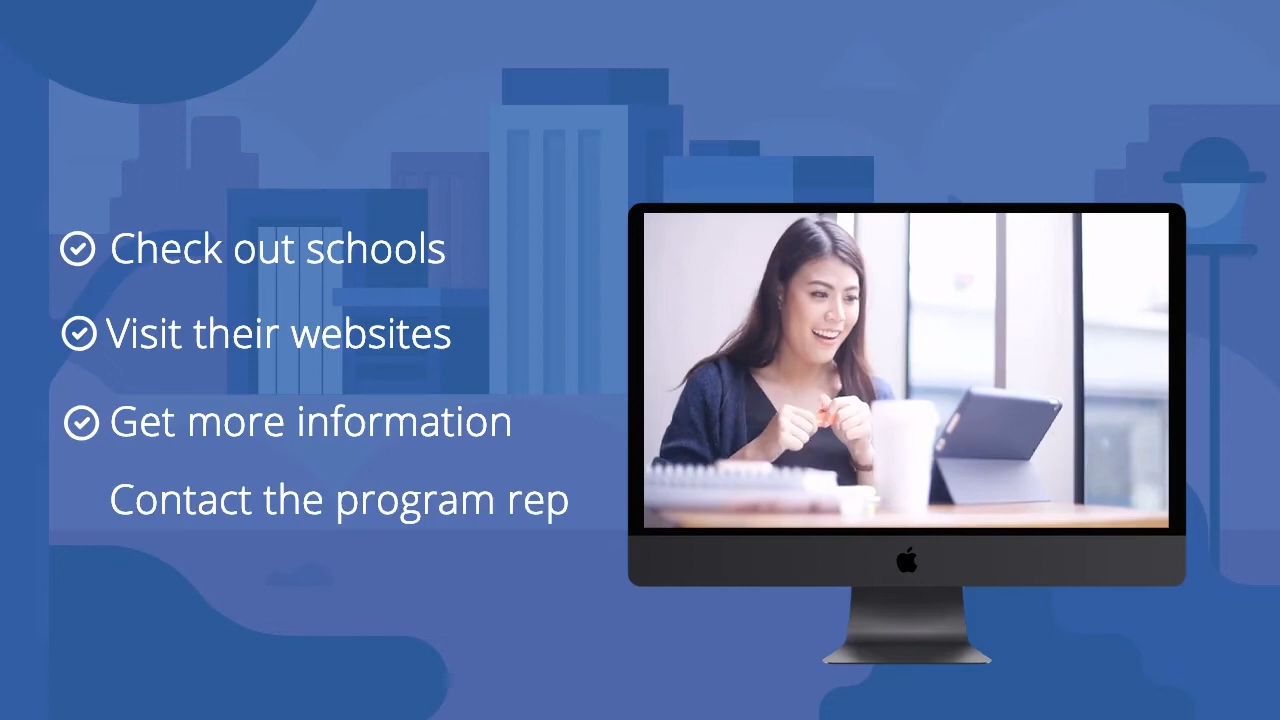 Check out schools
Visit their websites
Get more information
Contact the program rep